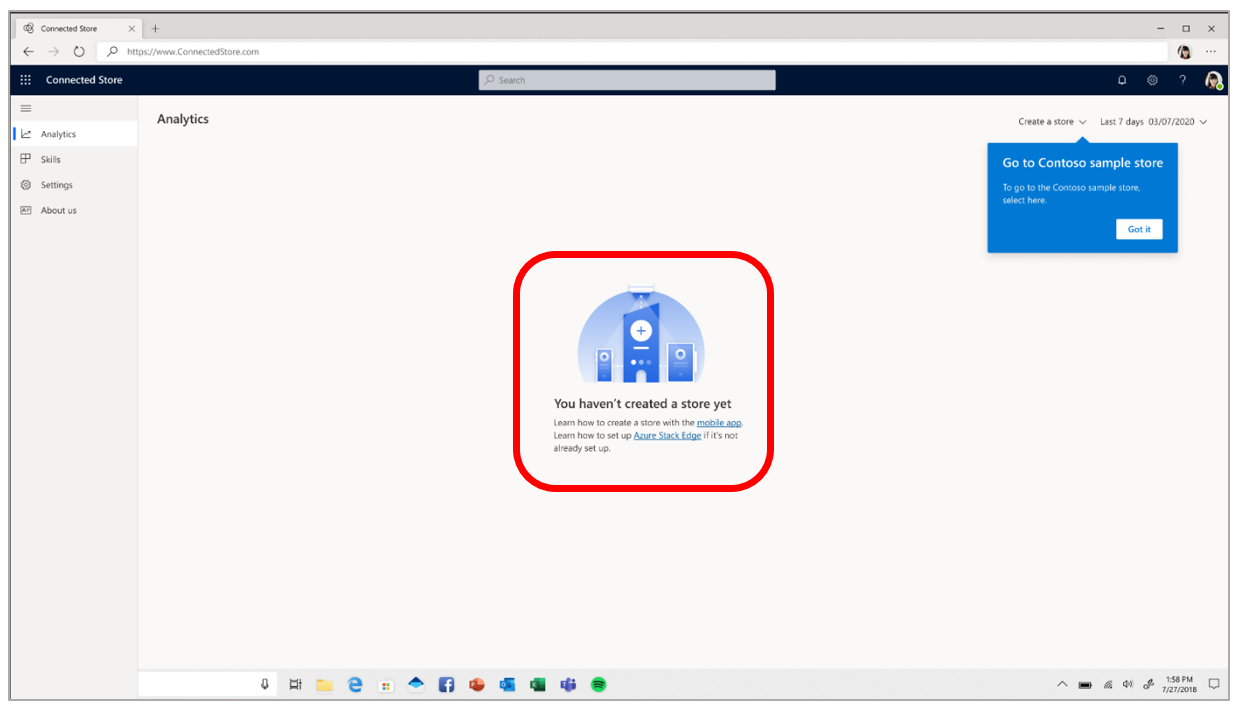 Connected Store
https://www.ConnectedStore.com
Connected Store
Search
?
Analytics
Skills
Settings
About us
Analytics
Create a store
Last 7 days 03/07/2020
Go to Contoso sample store
To go to the Contoso sample store,
select here.
Got it
You haven't created a store yet
Learn how to create a store with the mobile app.
Learn how to set up Azure Stack Edge if it's not
already set up.
1:58 PM
7/27/2018